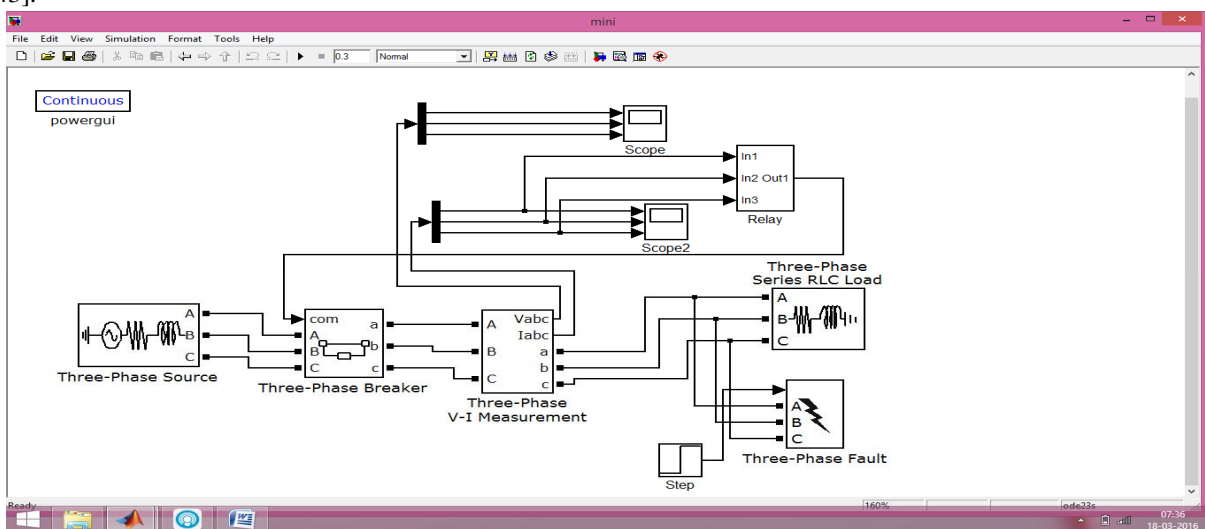 .5].
mini
File Edit View Simulation Format Tools Help
0.3 Normal
Continuous
powergui
Scope
In1
In2 Out1
In3
Relay
Scope2
Three-Phase
Series RLC Load
A
B
C
A
B
C
Three-Phase Source
com
A
B
C
a
b
c
Three-Phase Breaker
A
B
C
Vabc
Iabc
a
b
c
Three-Phase
V-I Measurement
A
B
C
Three-Phase Fault
Step
Ready
160%
ode23s
07:36
18-03-2016